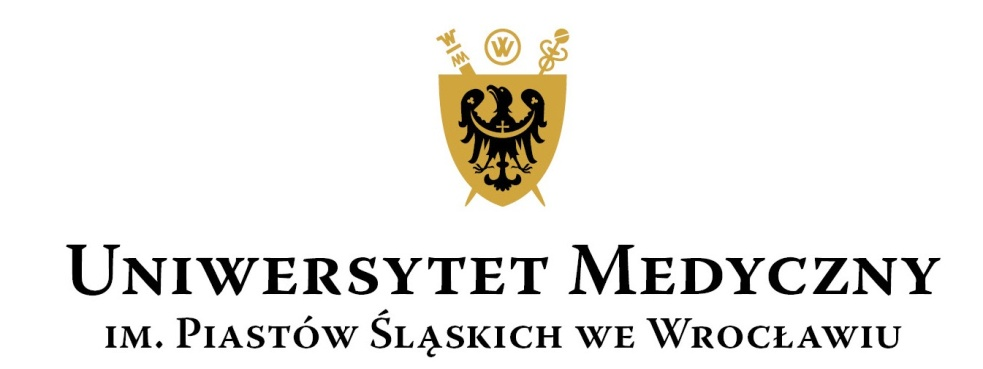 W
Uniwersytet Medyczny
im. Piastów Śląskich we Wrocławiu